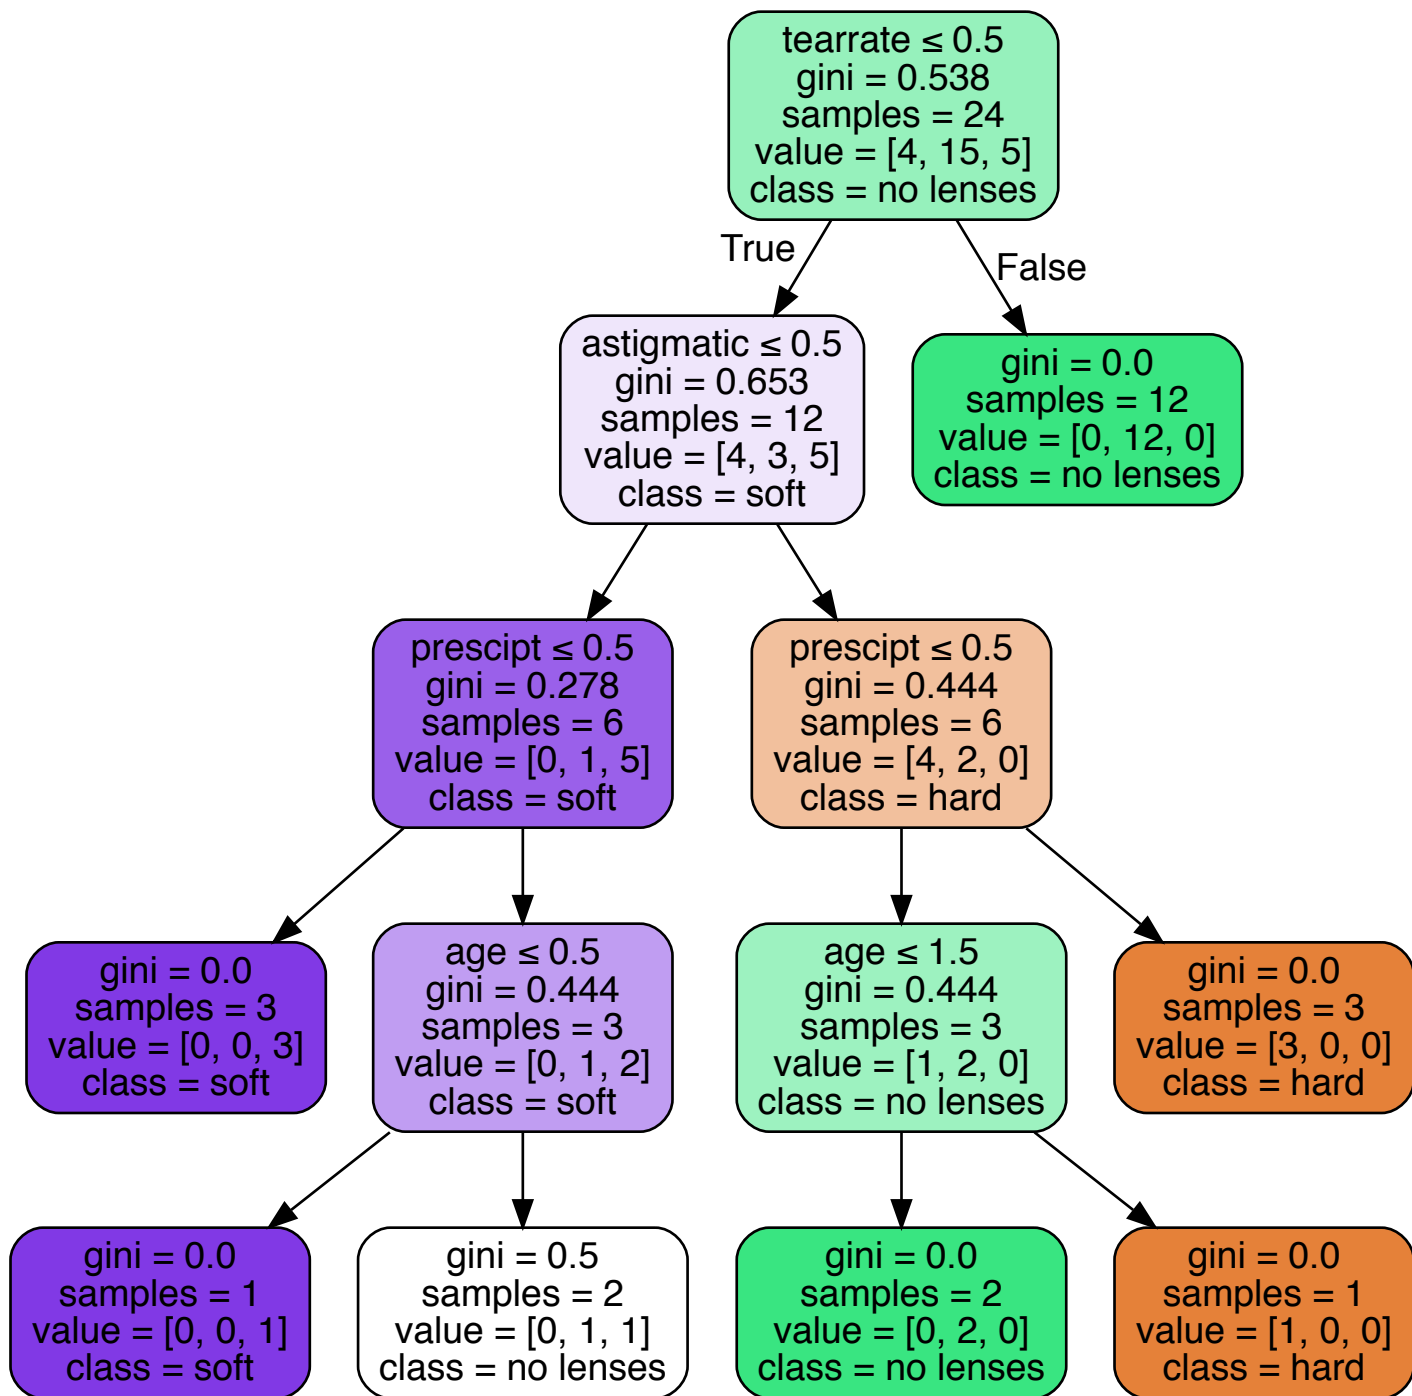 tearrate ≤ 0.5
gini = 0.538
samples = 24
value = [4, 15, 5]
class = no lenses
True
False
astigmatic ≤ 0.5
gini = 0.653
samples = 12
value = [4, 3, 5]
class = soft
gini = 0.0
samples = 12
value = [0, 12, 0]
class = no lenses
prescipt ≤ 0.5
gini = 0.278
samples = 6
value = [0, 1, 5]
class = soft
prescipt ≤ 0.5
gini = 0.444
samples = 6
value = [4, 2, 0]
class = hard
gini = 0.0
samples = 3
value = [0, 0, 3]
class = soft
age ≤ 0.5
gini = 0.444
samples = 3
value = [0, 1, 2]
class = soft
age ≤ 1.5
gini = 0.444
samples = 3
value = [1, 2, 0]
class = no lenses
gini = 0.0
samples = 3
value = [3, 0, 0]
class = hard
gini = 0.0
samples = 1
value = [0, 0, 1]
class = soft
gini = 0.5
samples = 2
value = [0, 1, 1]
class = no lenses
gini = 0.0
samples = 2
value = [0, 2, 0]
class = no lenses
gini = 0.0
samples = 1
value = [1, 0, 0]
class = hard